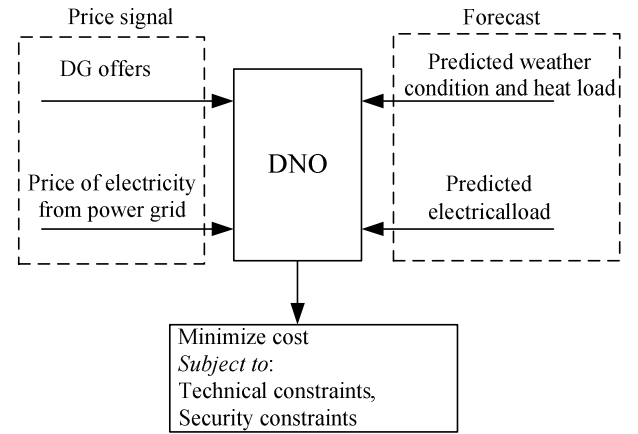 Price signal
DG offers
Price of electricity
from power grid
DNO
Forecast
Predicted weather
condition and heat load
Predicted
electricalload
Minimize cost
Subject to:
Technical constraints,
Security constraints